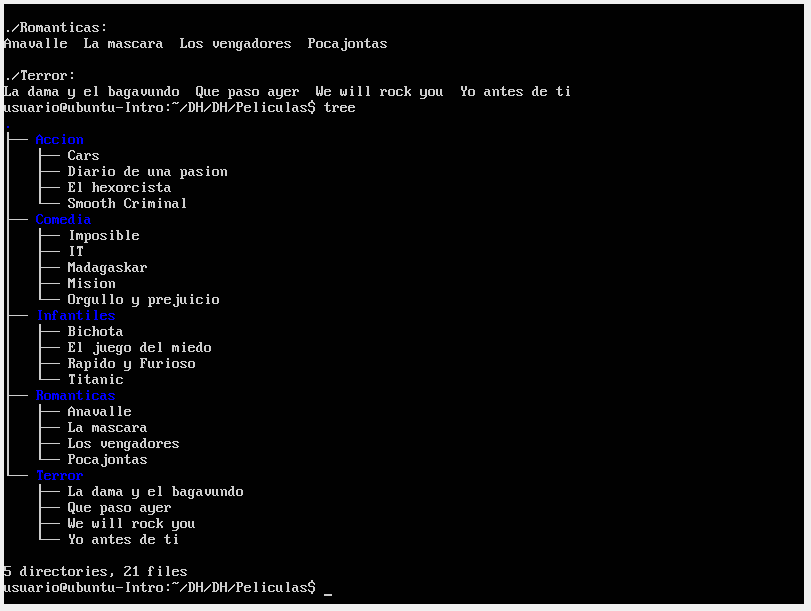 ./Romanticas:
Anavalle  La mascara  Los vengadores  Pocajontas

./Terror:
La dama y el bagavundo  Que paso ayer  We will rock you  Yo antes de ti
usuario@ubuntu-Intro:~/DH/DH/Peliculas$ tree
.
├── Accion
│   ├── Cars
│   ├── Diario de una pasion
│   ├── El hexorcista
│   └── Smooth Criminal
├── Comedia
│   ├── Imposible
│   ├── IT
│   ├── Madagaskar
│   ├── Mision
│   └── Orgullo y prejuicio
├── Infantiles
│   ├── Bichota
│   ├── El juego del miedo
│   ├── Rapido y Furioso
│   └── Titanic
├── Romanticas
│   ├── Anavalle
│   ├── La mascara
│   ├── Los vengadores
│   └── Pocajontas
└── Terror
    ├── La dama y el bagavundo
    ├── Que paso ayer
    ├── We will rock you
    └── Yo antes de ti

5 directories, 21 files
usuario@ubuntu-Intro:~/DH/DH/Peliculas$ _